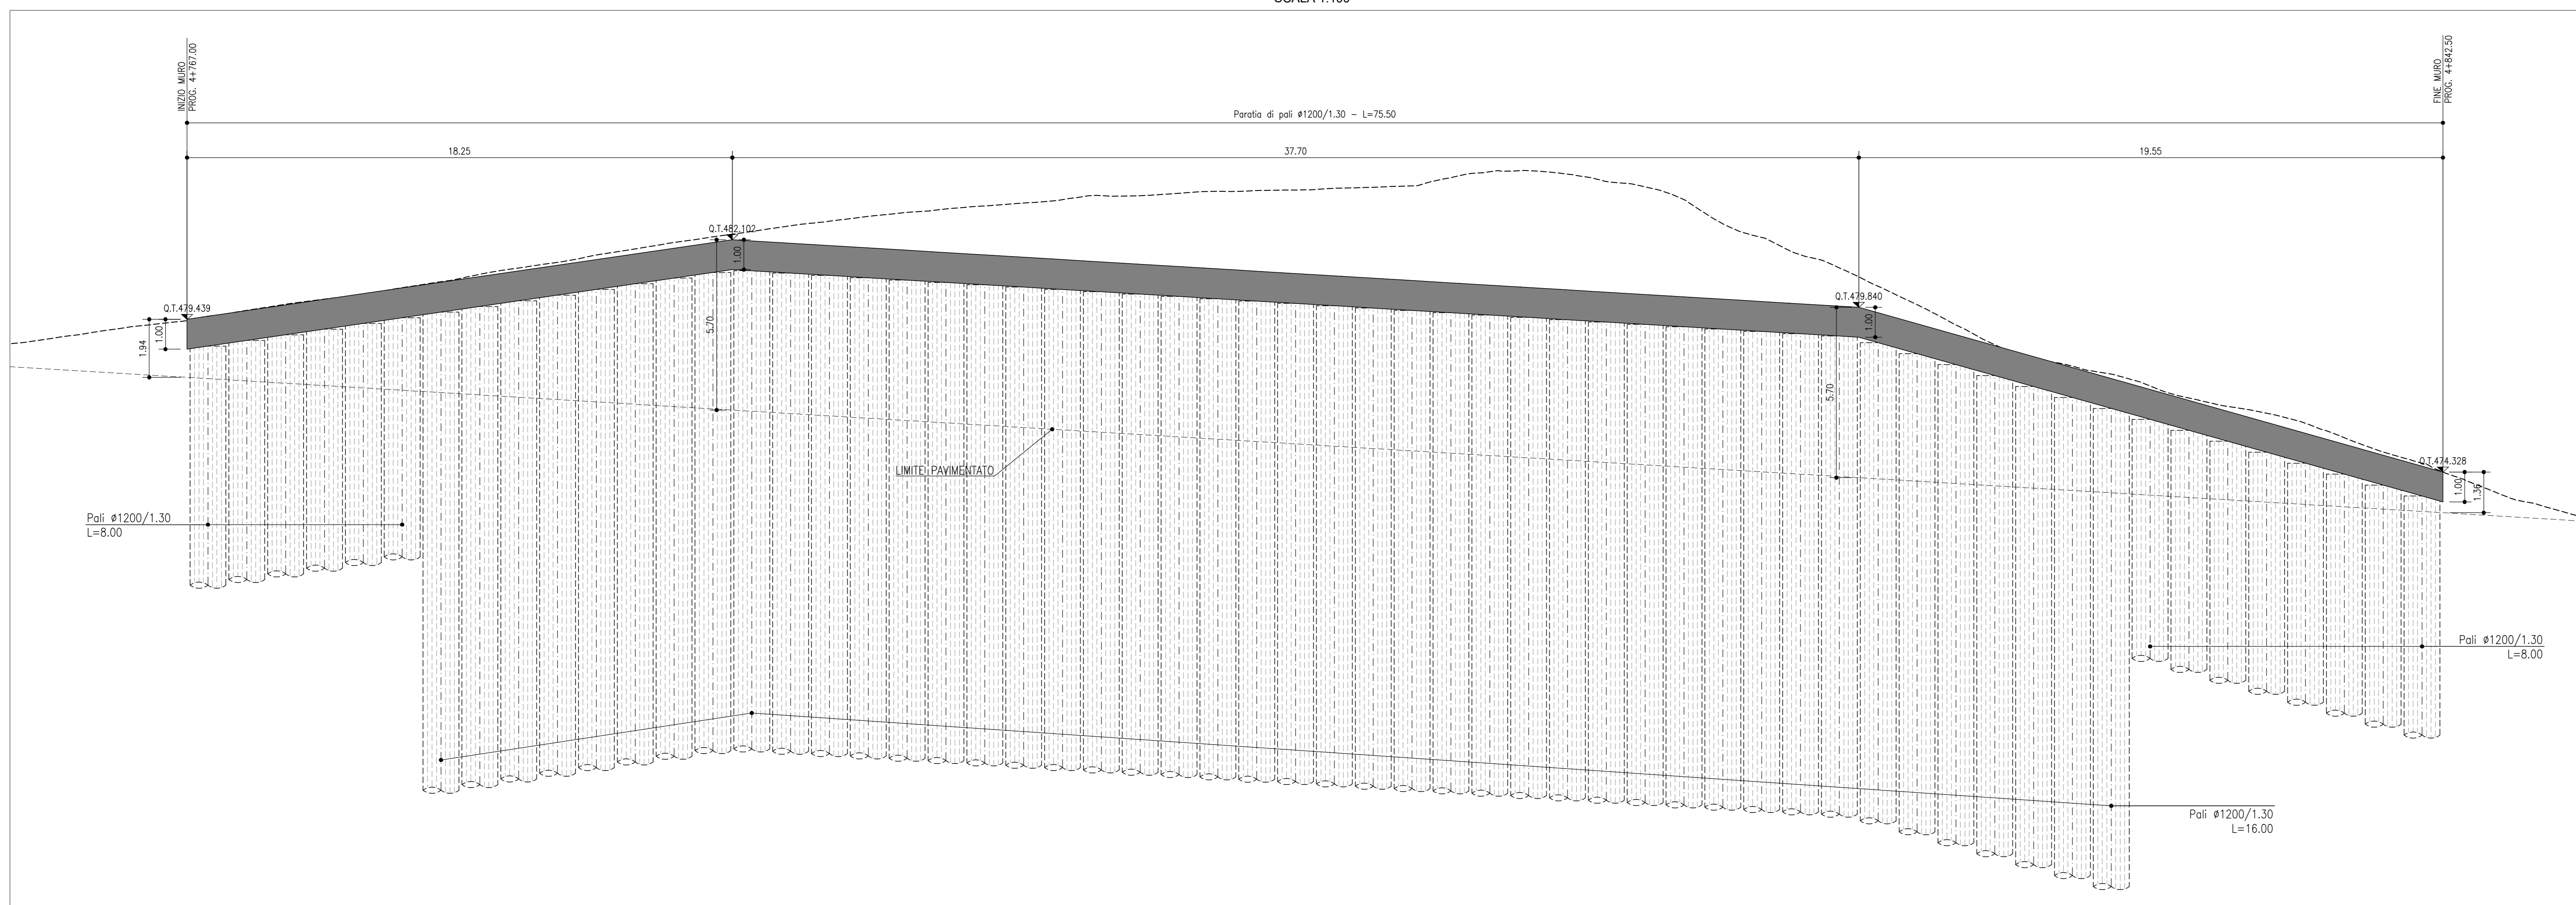 INIZIO MURO
PROG. 4+767.00
FINE MURO
PROG. 4+842.50
Paratia di pali ø1200/1.30 - L=75.50
18.25
37.70
19.55
Q.T.482.102
1.00
5.70
Q.T.479.439
1.00
1.94
Q.T.479.840
1.00
5.70
LIMITE PAVIMENTATO
Q.T.474.328
1.00
1.36
Pali ø1200/1.30
L=8.00
Pali ø1200/1.30
L=8.00
Pali ø1200/1.30
L=16.00